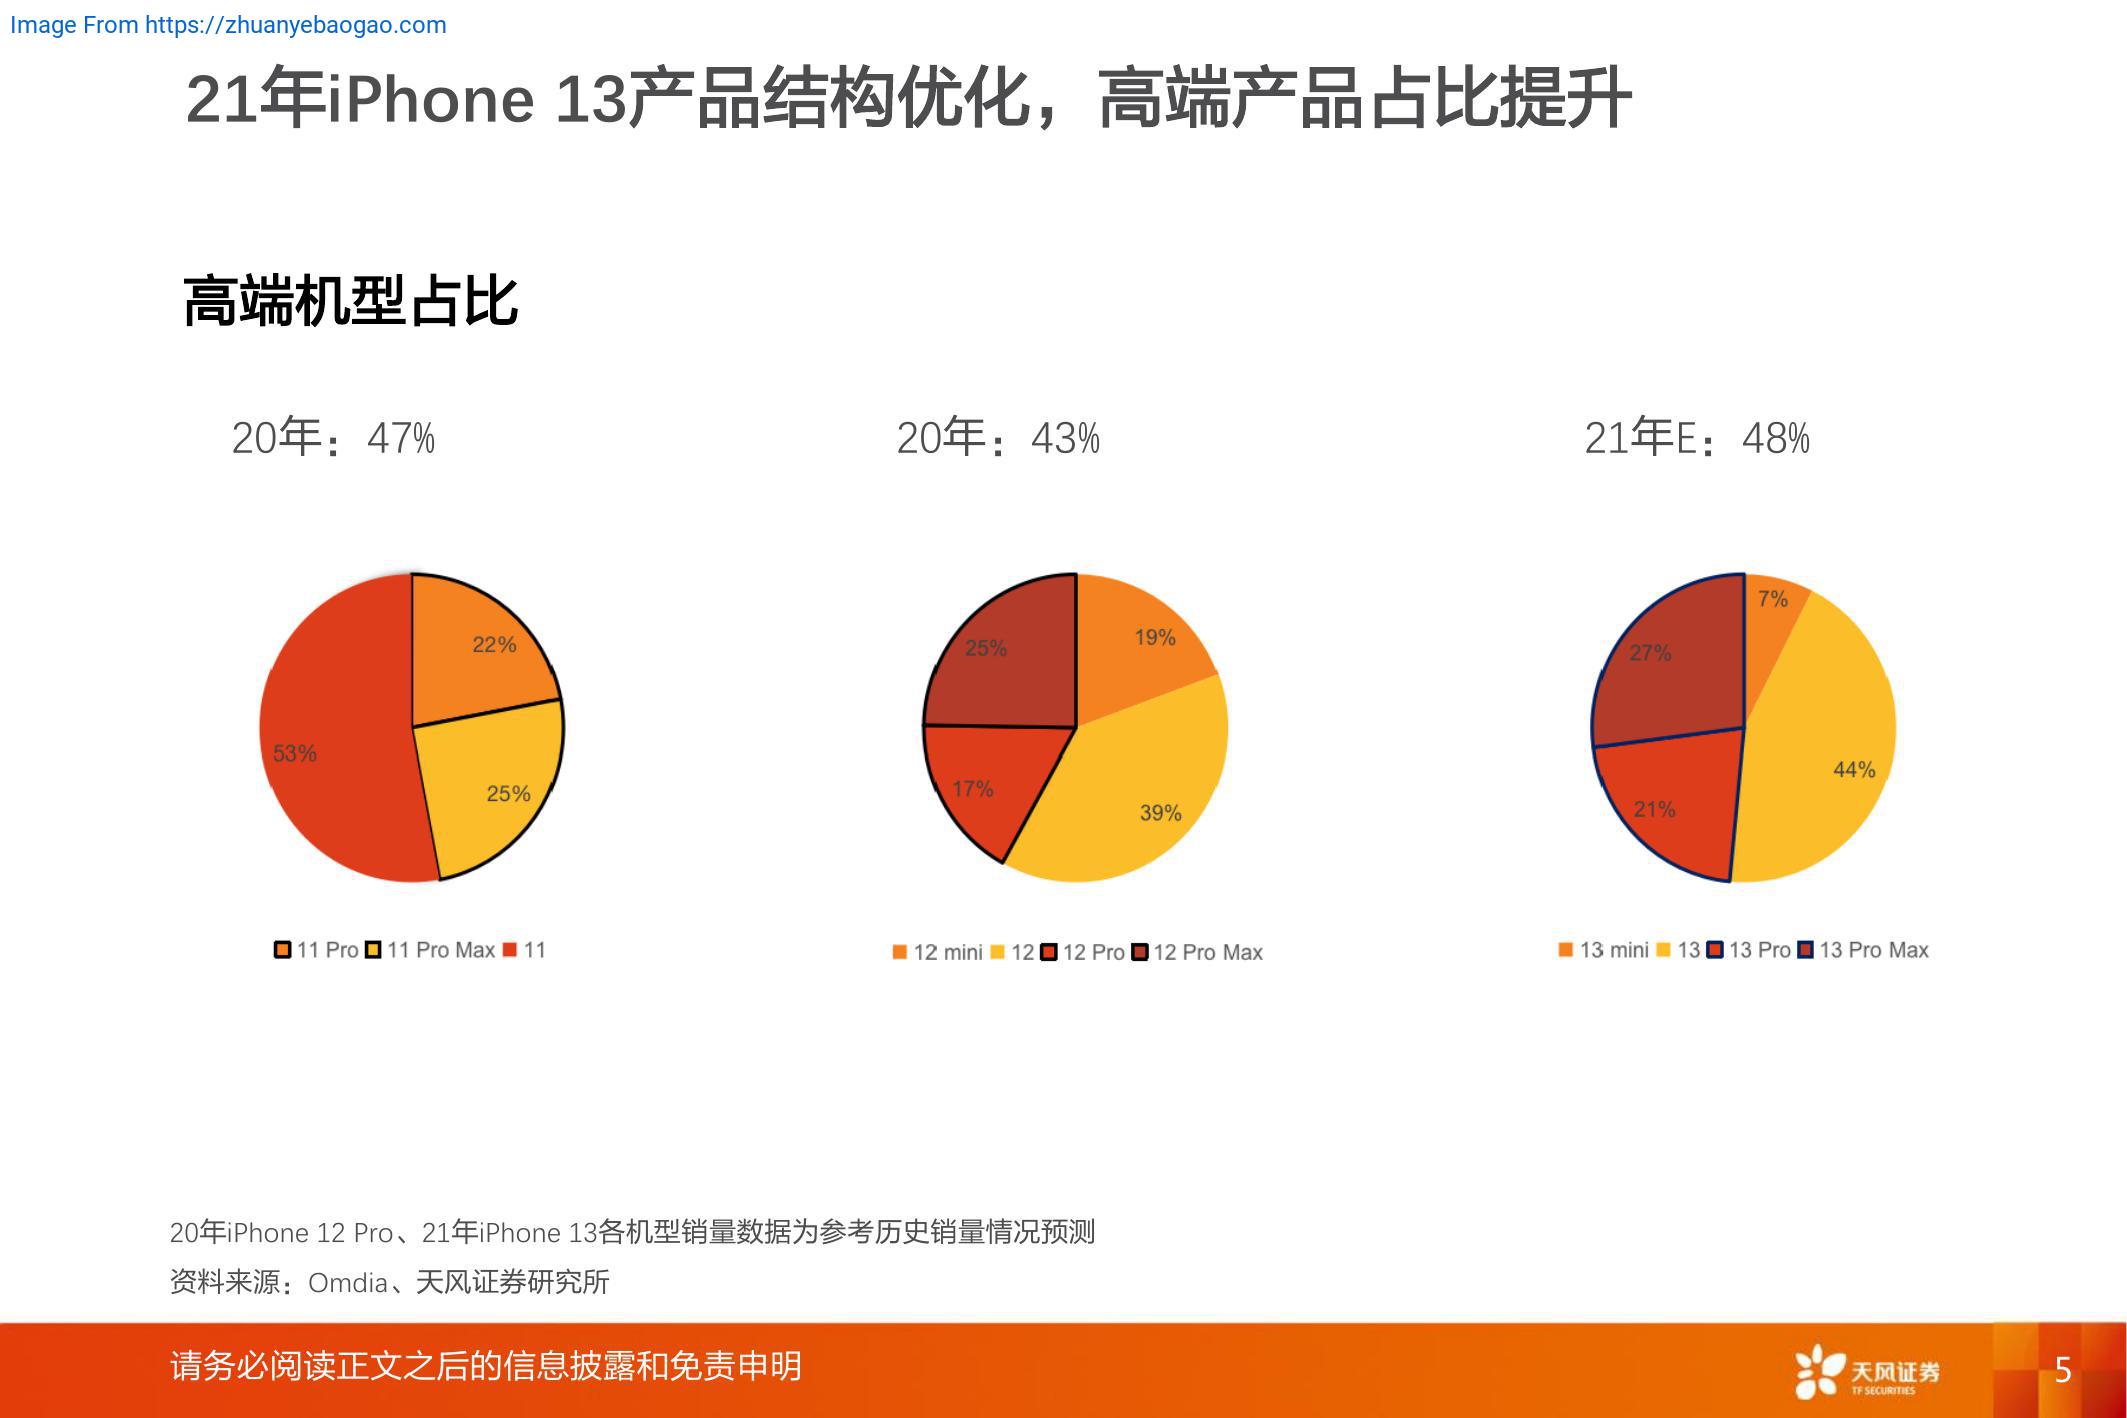 Image From https://zhuanyebaogao.com
21年iPhone 13产品结构优化，高端产品占比提升
高端机型占比
20年：47%
20年：43%
21年E：48%
22%
53%
25%
11 Pro 11 Pro Max 11
25%
19%
17%
39%
12 mini 12 12 Pro 12 Pro Max
7%
27%
44%
21%
13 mini 13 13 Pro 13 Pro Max
20年iPhone 12 Pro、21年iPhone 13各机型销量数据为参考历史销量情况预测
资料来源：Omdia、天风证券研究所
请务必阅读正文之后的信息披露和免责申明
天风证券
TF SECURITIES
5